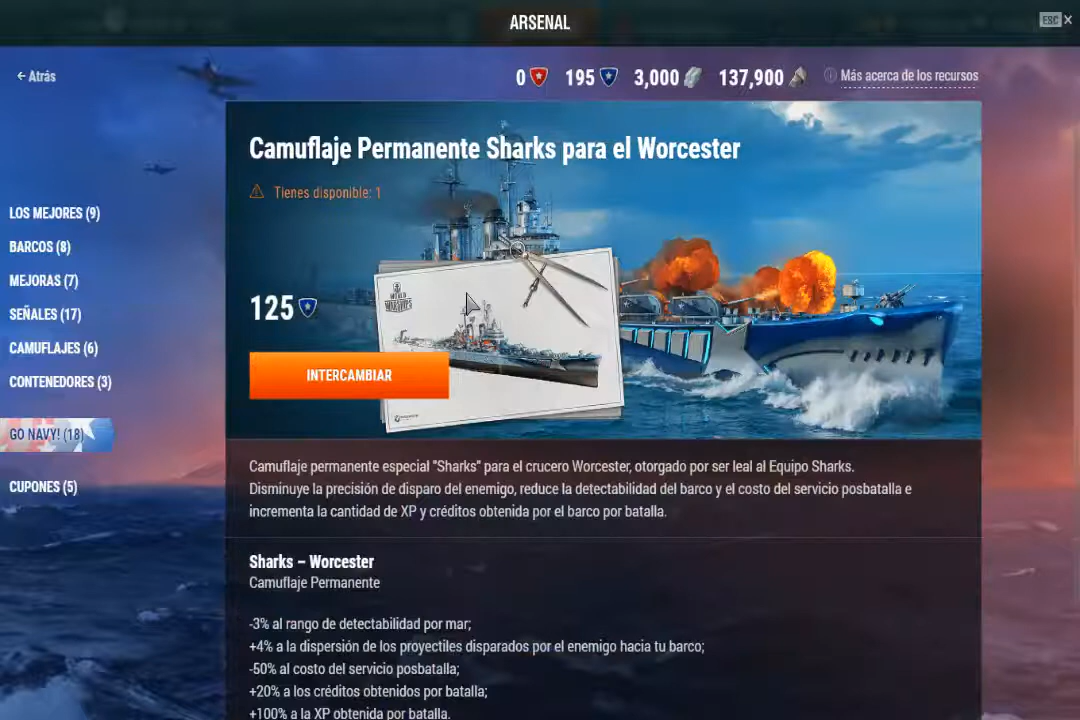 ARSENAL
ESC
Atrás
0 195 3,000 137,900 Más acerca de los recursos
Camuflaje Permanente Sharks para el Worcester
Tienes disponible: 1
LOS MEJORES (9)
BARCOS (8)
MEJORAS (7)
SEÑALES (17)
CAMUFLAJES (6)
CONTENEDORES (3)
GO NAVY! (18)
CUPONES (5)
WORLD
WARSHIPS
125
INTERCAMBIAR
Camuflaje permanente especial "Sharks" para el crucero Worcester, otorgado por ser leal al Equipo Sharks.
Disminuye la precisión de disparo del enemigo, reduce la detectabilidad del barco y el costo del servicio posbatalla e
incrementa la cantidad de XP y créditos obtenida por el barco por batalla.
Sharks – Worcester
Camuflaje Permanente
-3% al rango de detectabilidad por mar;
+4% a la dispersión de los proyectiles disparados por el enemigo hacia tu barco;
-50% al costo del servicio posbatalla;
+20% a los créditos obtenidos por batalla;
+100% a la XP obtenida por batalla.